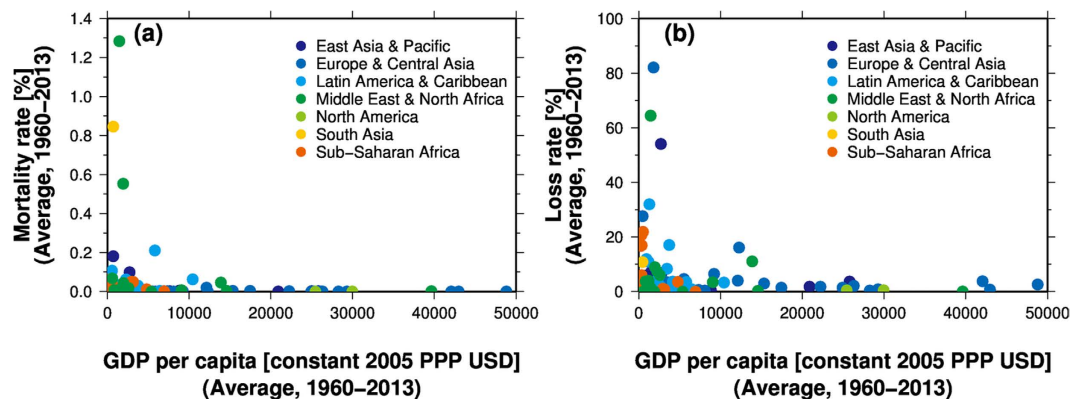 (a)
Mortality rate [%]
(Average, 1960−2013)
1.4
1.2
1.0
0.8
0.6
0.4
0.2
0.0
East Asia & Pacific
Europe & Central Asia
Latin America & Caribbean
Middle East & North Africa
North America
South Asia
Sub−Saharan Africa
0 10000 20000 30000 40000 50000
GDP per capita [constant 2005 PPP USD]
(Average, 1960−2013)
(b)
Loss rate [%]
(Average, 1960−2013)
100
80
60
40
20
0
East Asia & Pacific
Europe & Central Asia
Latin America & Caribbean
Middle East & North Africa
North America
South Asia
Sub−Saharan Africa
0 10000 20000 30000 40000 50000
GDP per capita [constant 2005 PPP USD]
(Average, 1960−2013)